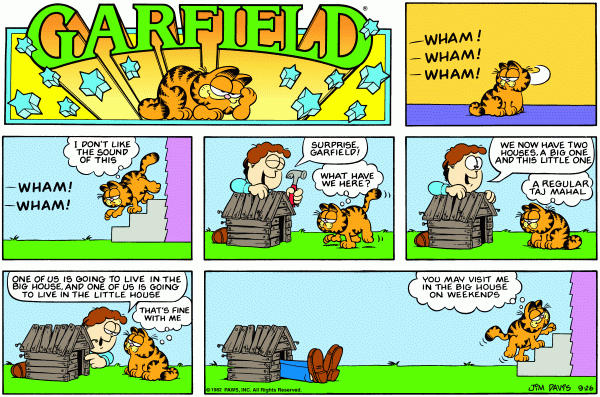 GARFIELD
®
WHAM!
WHAM!
WHAM!
I DON'T LIKE
THE SOUND
OF THIS
WHAM!
WHAM!
SURPRISE,
GARFIELD!
WHAT HAVE
WE HERE?
WE NOW HAVE TWO
HOUSES, A BIG ONE
AND THIS LITTLE ONE
A REGULAR
TAJ MAHAL
ONE OF US IS GOING TO LIVE IN THE
BIG HOUSE, AND ONE OF US IS GOING
TO LIVE IN THE LITTLE HOUSE
THAT'S FINE
WITH ME
YOU MAY VISIT ME
IN THE BIG HOUSE
ON WEEKENDS
© 1982 PAWS, INC. All Rights Reserved.
JIM DAVIS 9-26